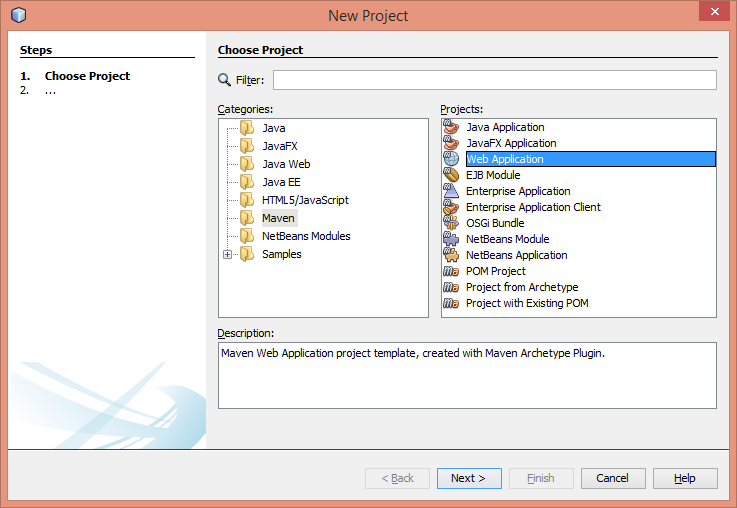 New Project
Steps
1. Choose Project
2. ...
Choose Project
Filter:
Categories:
Java
JavaFX
Java Web
Java EE
HTML5/JavaScript
Maven
NetBeans Modules
Samples
Projects:
Java Application
JavaFX Application
Web Application
EJB Module
Enterprise Application
Enterprise Application Client
OSGi Bundle
NetBeans Module
NetBeans Application
POM Project
Project from Archetype
Project with Existing POM
Description:
Maven Web Application project template, created with Maven Archetype Plugin.
< Back Next > Finish Cancel Help